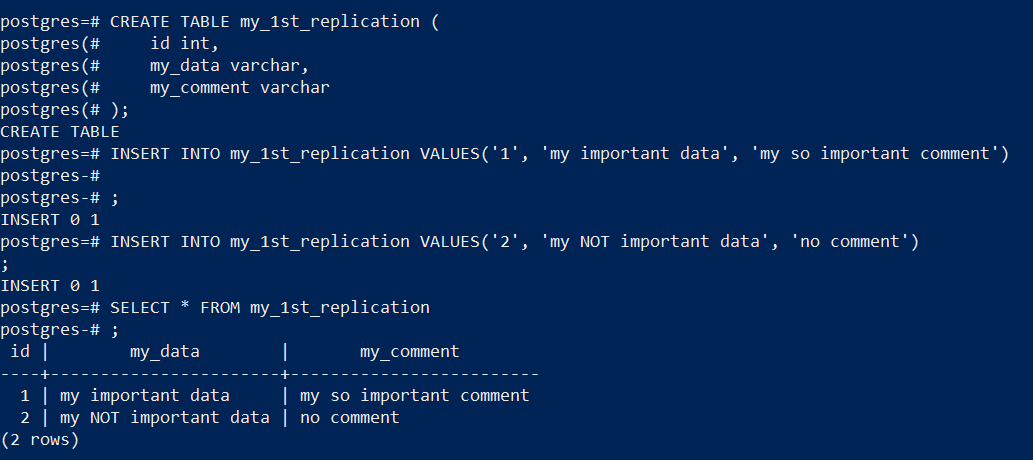 postgres=# CREATE TABLE my_1st_replication (
postgres(#     id int,
postgres(#     my_data varchar,
postgres(#     my_comment varchar
postgres(# );
CREATE TABLE
postgres=# INSERT INTO my_1st_replication VALUES('1', 'my important data', 'my so important comment')
postgres-#
postgres-# ;
INSERT 0 1
postgres=# INSERT INTO my_1st_replication VALUES('2', 'my NOT important data', 'no comment')
;
INSERT 0 1
postgres=# SELECT * FROM my_1st_replication
postgres-# ;
 id |        my_data        |       my_comment
----+-----------------------+-------------------------
  1 | my important data     | my so important comment
  2 | my NOT important data | no comment
(2 rows)